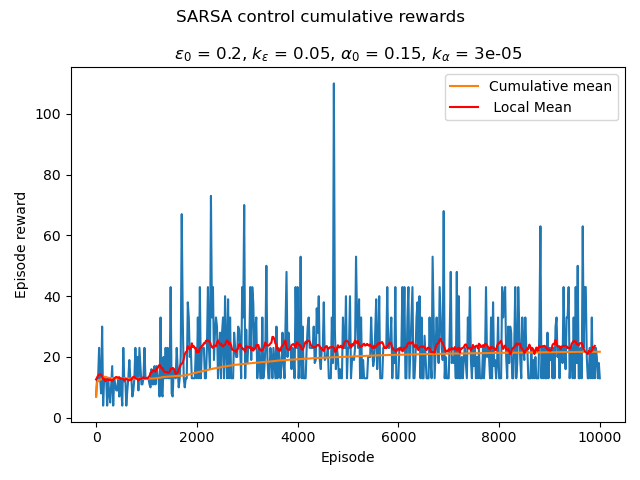 SARSA control cumulative rewards
ε₀ = 0.2, kε = 0.05, α₀ = 0.15, kα = 3e-05
Cumulative mean
Local Mean
Episode reward
100
80
60
40
20
0
0 2000 4000 6000 8000 10000
Episode